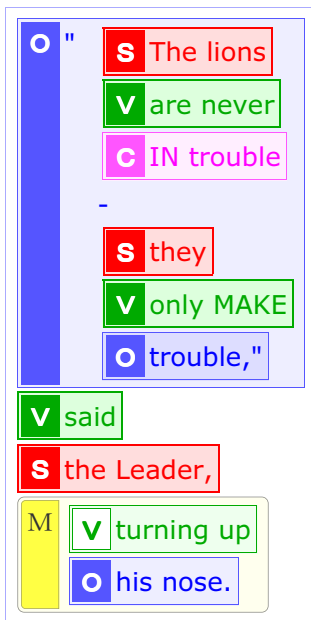 O " S The lions
V are never
C IN trouble
-
S they
V only MAKE
O trouble,"
V said
S the Leader,
M V turning up
O his nose.